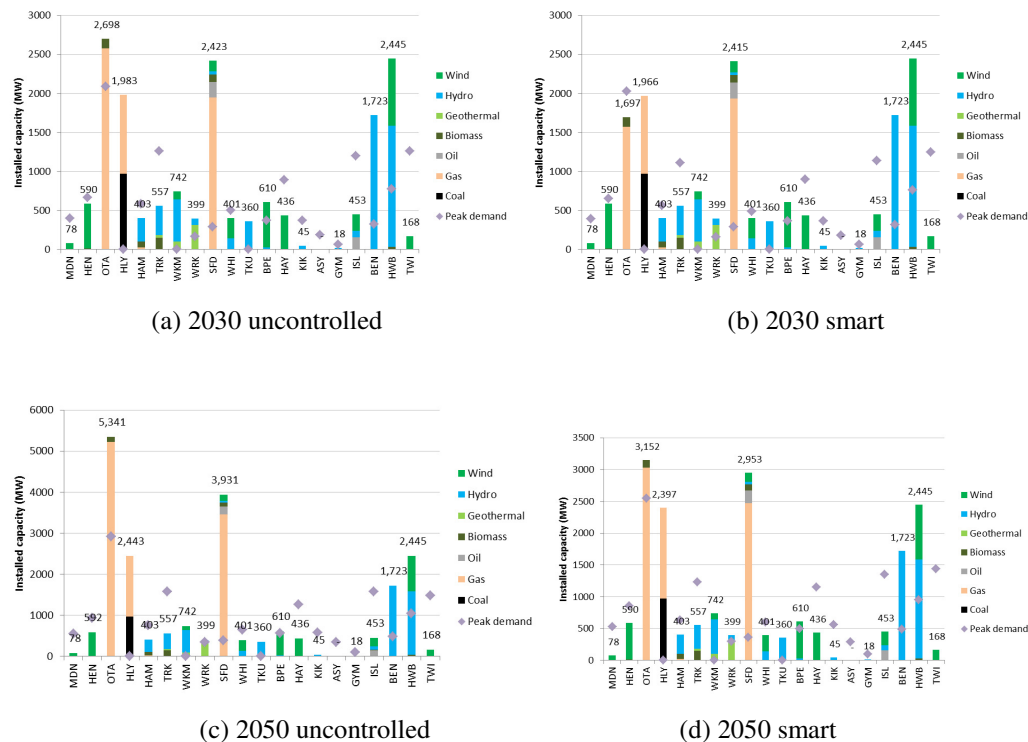 3000
2500
2000
1500
1000
500
0
Installed capacity (MW)
78
590
2,698
1,983
403
557
742
399
2,423
401
360
610
436
45
18
453
1,723
2,445
168
MDN HEN OTA HLY HAM TRK WKM WRK SFD WHI TKU BPE HAY KIK ASY GYM ISL BEN HWB TWI
Wind
Hydro
Geothermal
Biomass
Oil
Gas
Coal
Peak demand
(a) 2030 uncontrolled
3000
2500
2000
1500
1000
500
0
Installed capacity (MW)
78
590
1,697
1,966
403
557
742
399
2,415
401
360
610
436
45
18
453
1,723
2,445
168
MDN HEN OTA HLY HAM TRK WKM WRK SFD WHI TKU BPE HAY KIK ASY GYM ISL BEN HWB TWI
Wind
Hydro
Geothermal
Biomass
Oil
Gas
Coal
Peak demand
(b) 2030 smart
6000
5000
4000
3000
2000
1000
0
Installed capacity (MW)
78
592
5,341
2,443
403
557
742
399
3,931
401
360
610
436
45
18
453
1,723
2,445
168
MDN HEN OTA HLY HAM TRK WKM WRK SFD WHI TKU BPE HAY KIK ASY GYM ISL BEN HWB TWI
Wind
Hydro
Geothermal
Biomass
Oil
Gas
Coal
Peak demand
(c) 2050 uncontrolled
3500
3000
2500
2000
1500
1000
500
0
Installed capacity (MW)
78
590
3,152
2,397
403
557
742
399
2,953
401
360
610
436
45
18
453
1,723
2,445
168
MDN HEN OTA HLY HAM TRK WKM WRK SFD WHI TKU BPE HAY KIK ASY GYM ISL BEN HWB TWI
Wind
Hydro
Geothermal
Biomass
Oil
Gas
Coal
Peak demand
(d) 2050 smart